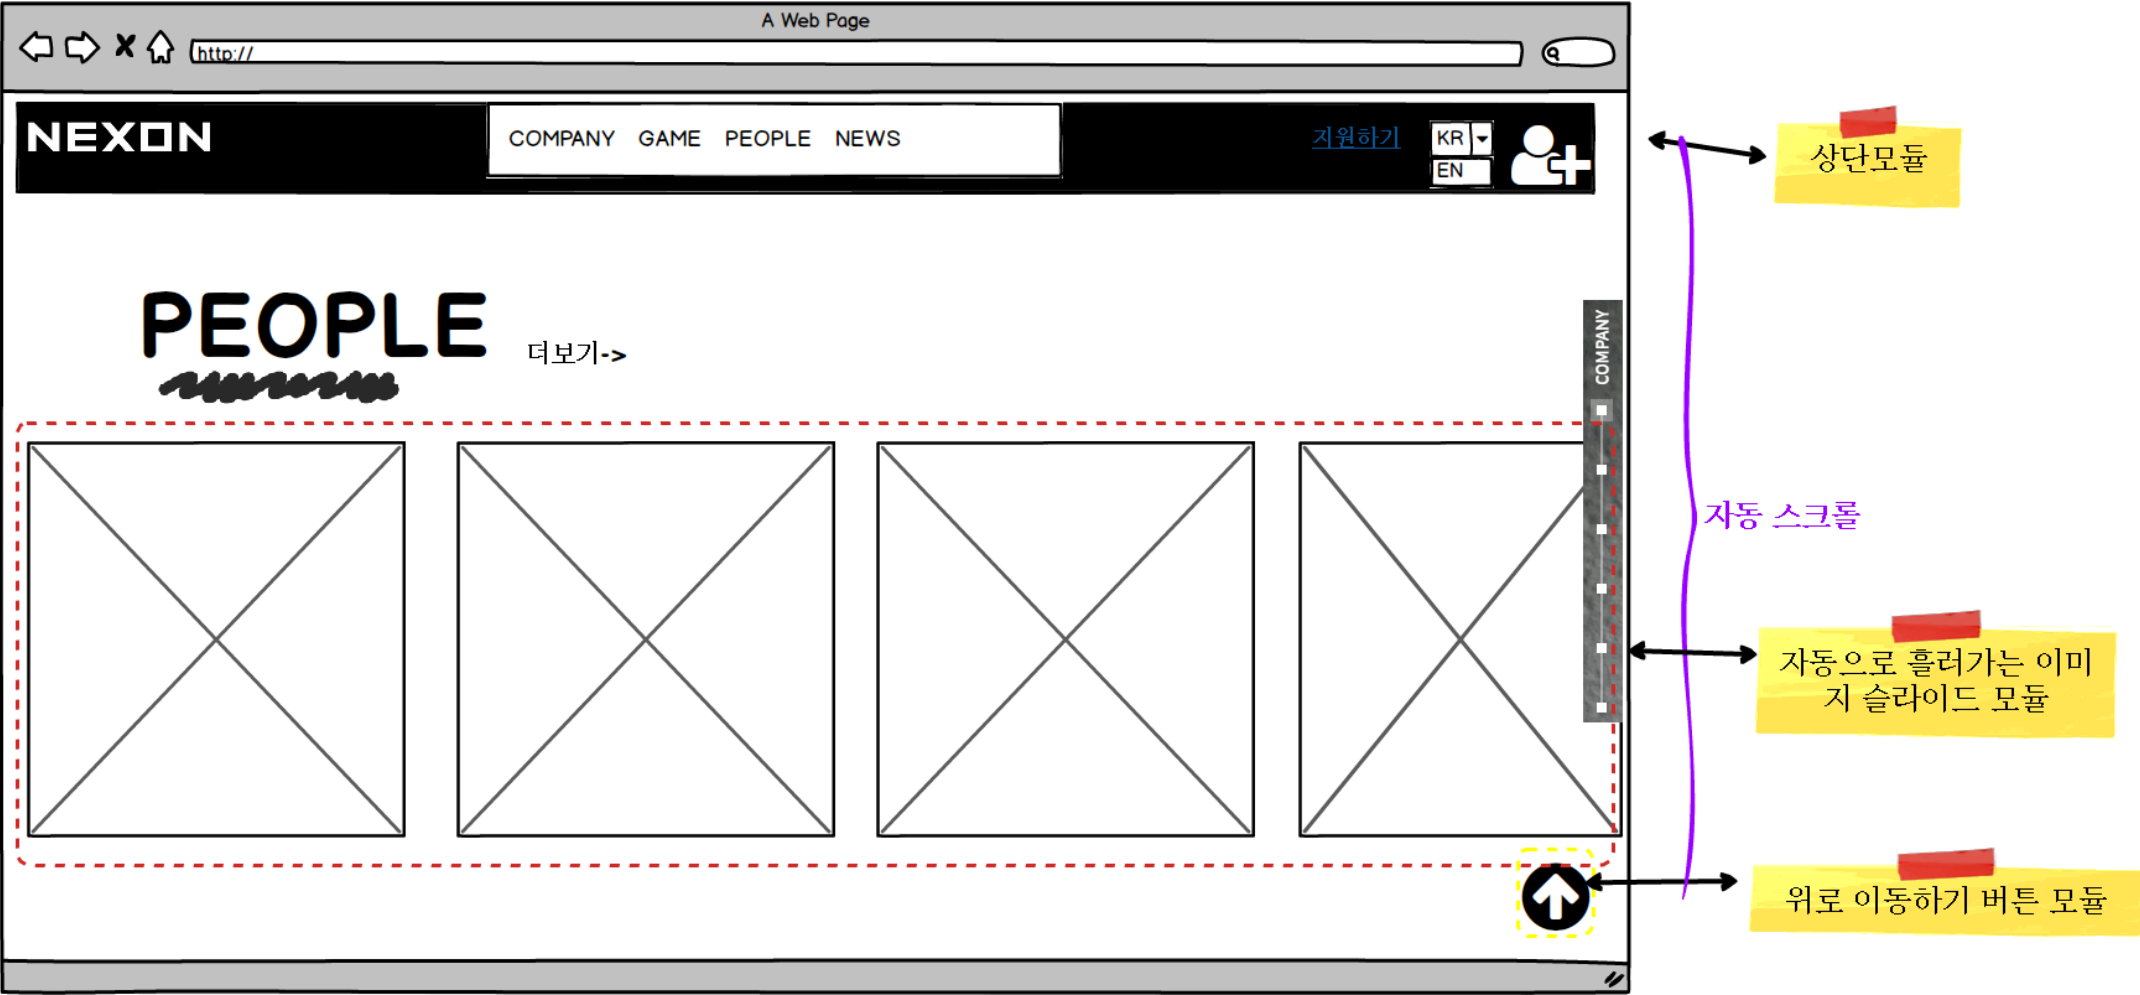 A Web Page
http://
NEXON
COMPANY GAME PEOPLE NEWS
지원하기
KR
EN
상단모듈
PEOPLE
더보기->
COMPANY
자동 스크롤
자동으로 흘러가는 이미
지 슬라이드 모듈
위로 이동하기 버튼 모듈